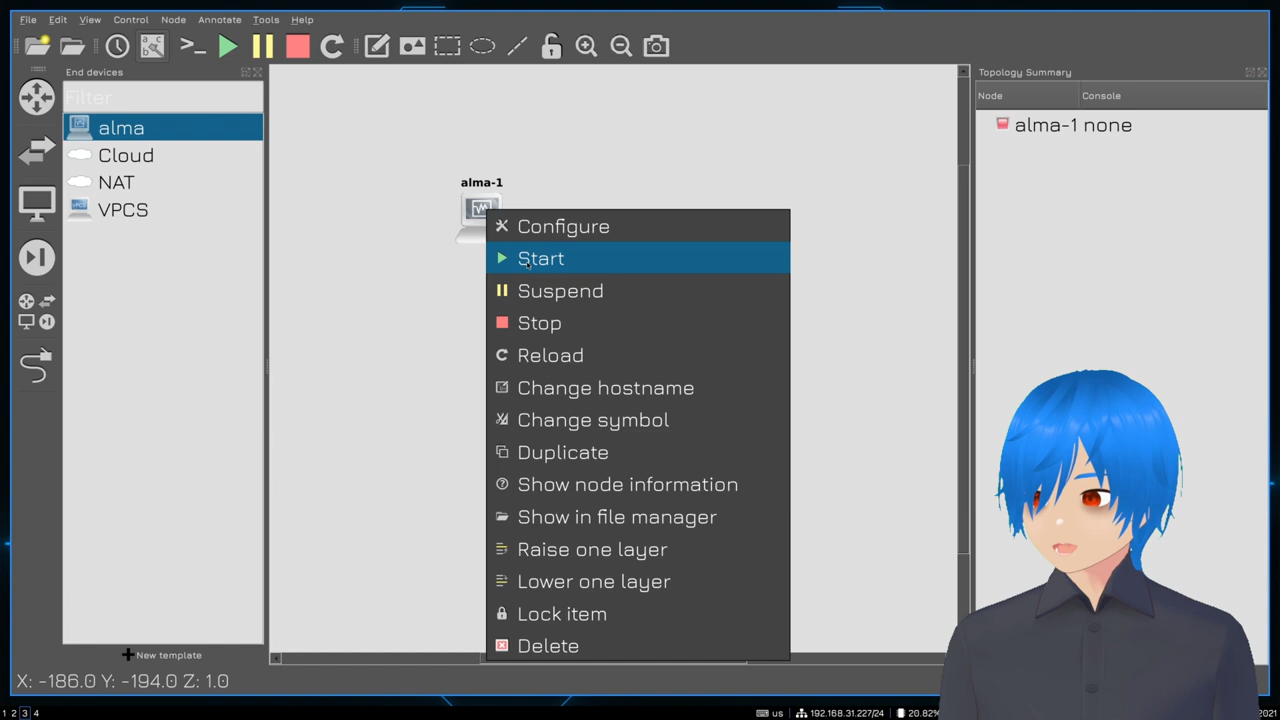 File Edit View Control Node Annotate Tools Help
End devices
Filter
alma
Cloud
NAT
VPCS
New template
X: -186.0 Y: -194.0 Z: 1.0
alma-1
Configure
Start
Suspend
Stop
Reload
Change hostname
Change symbol
Duplicate
Show node information
Show in file manager
Raise one layer
Lower one layer
Lock item
Delete
Topology Summary
Node Console
alma-1 none
1 2 3 4 us 192.168.31.227/24 20.82% 2021